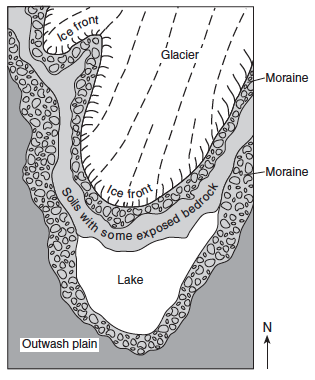 Ice front
Glacier
Moraine
Moraine
Ice front
Soils with some exposed bedrock
Lake
N
Outwash plain